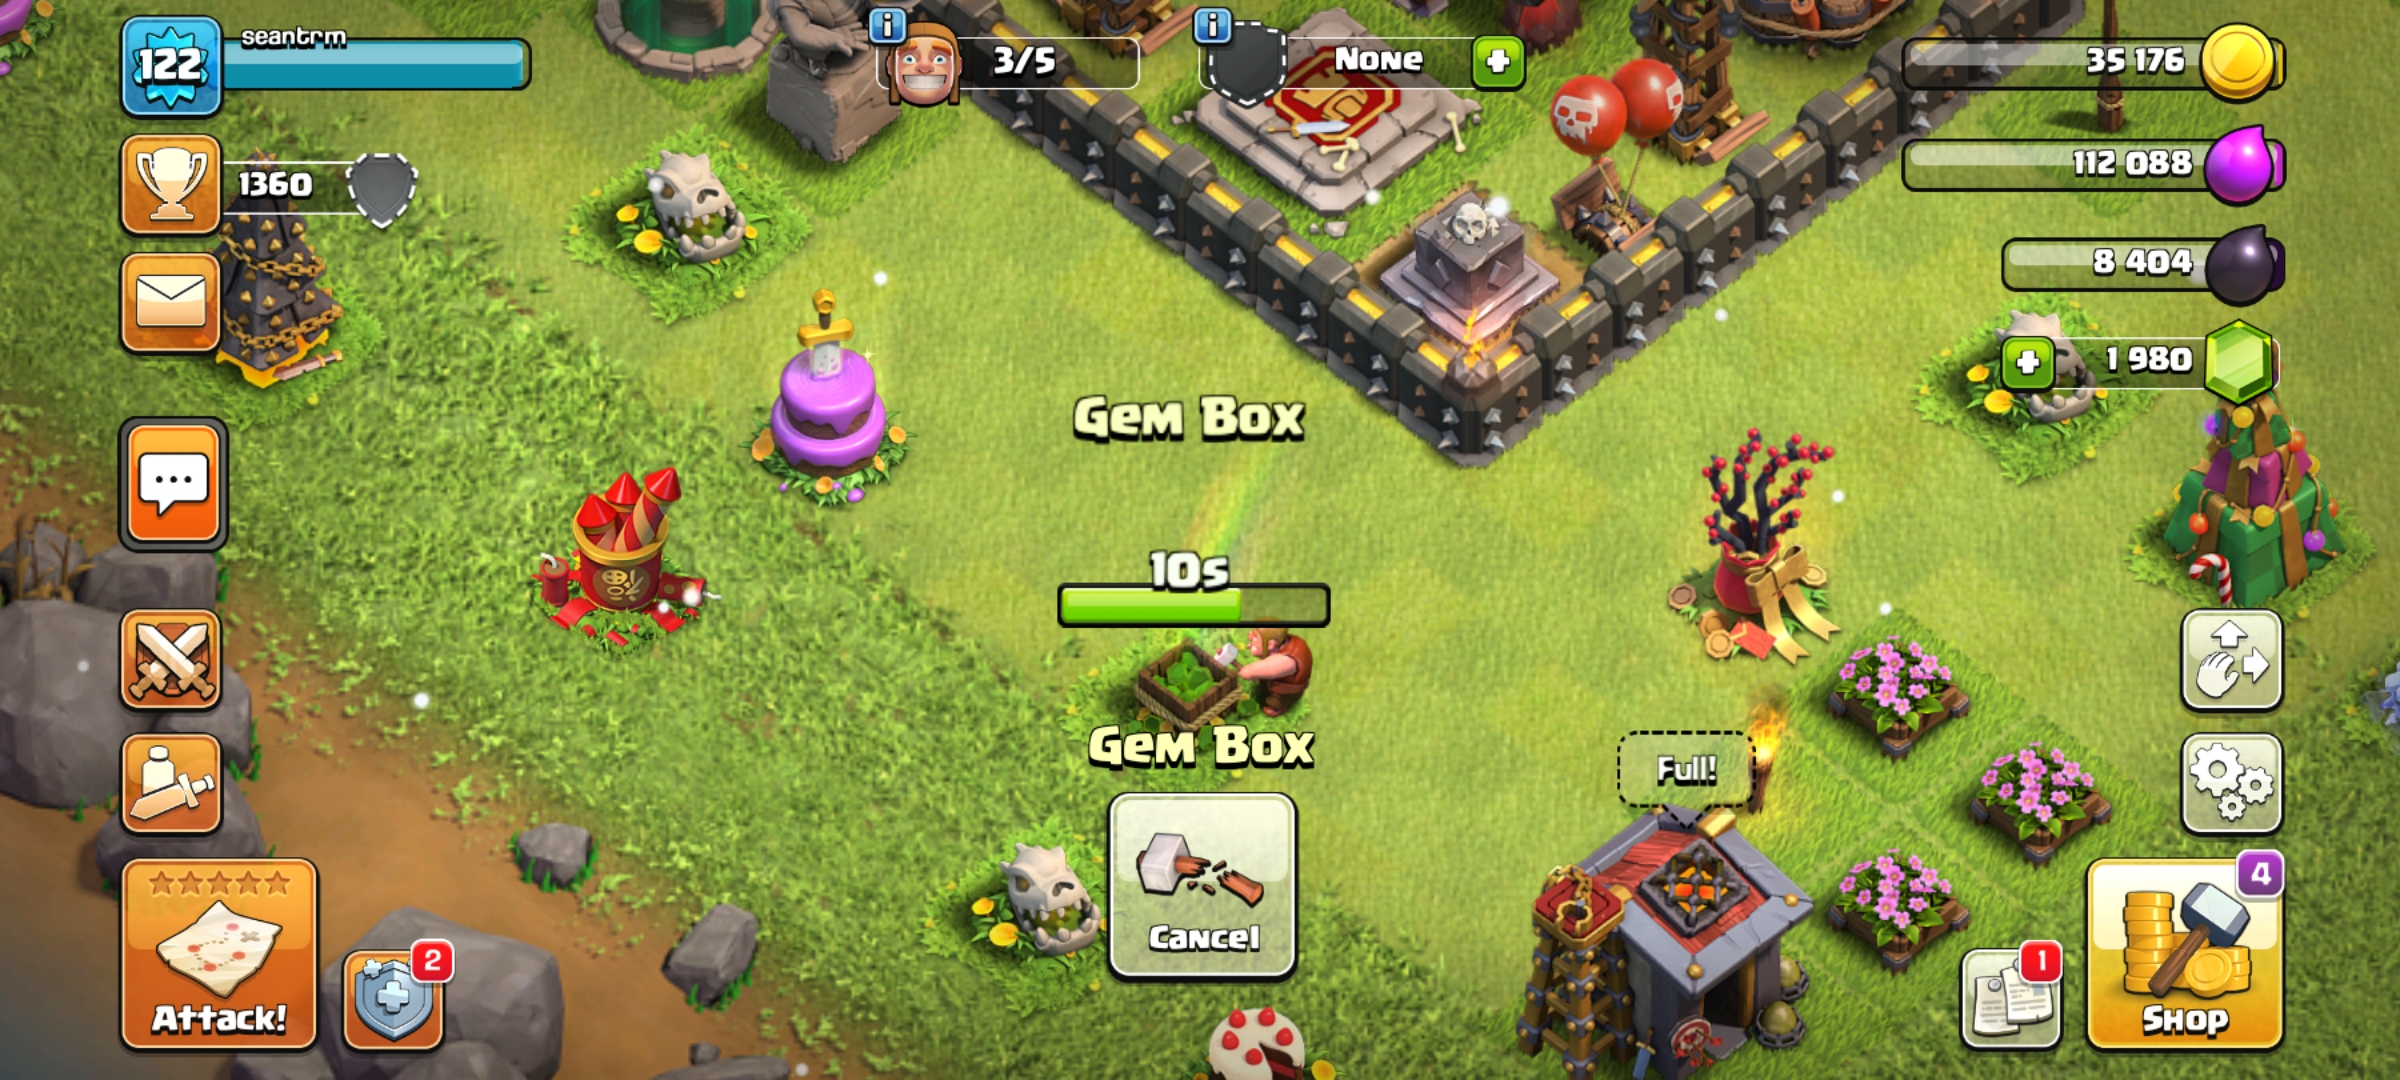 122
seantrm
i
3/5
i
None
35 176
1360
112 088
8 404
1 980
Gem Box
10s
Gem Box
Full!
Cancel
4
2
1
Attack!
Shop